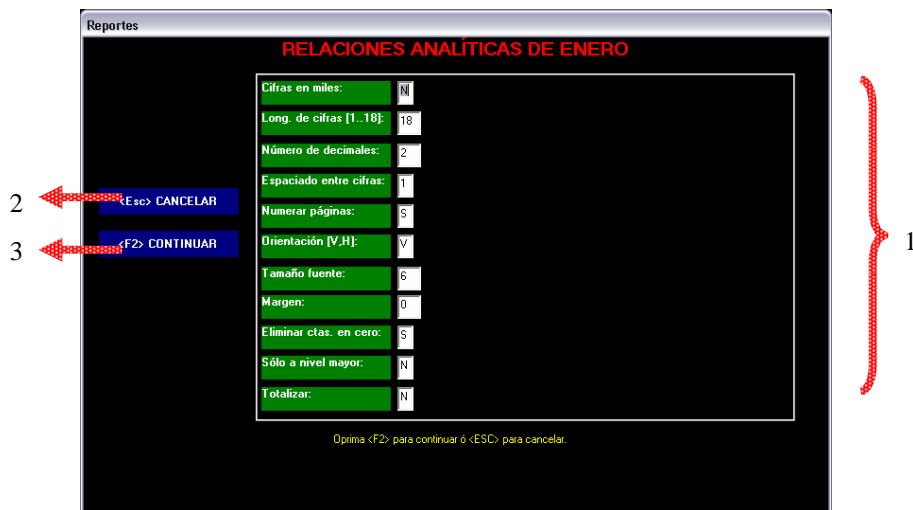 Reportes
RELACIONES ANALÍTICAS DE ENERO
Cifras en miles: N
Long. de cifras [1..18]: 18
Número de decimales: 2
Espaciado entre cifras: 1
Numerar páginas: S
Orientación [V,H]: V
Tamaño fuente: 6
Margen: 0
Eliminar ctas. en cero: S
Sólo a nivel mayor: N
Totalizar: N
2
<Esc> CANCELAR
3
<F2> CONTINUAR
1
Oprima <F2> para continuar ó <ESC> para cancelar.